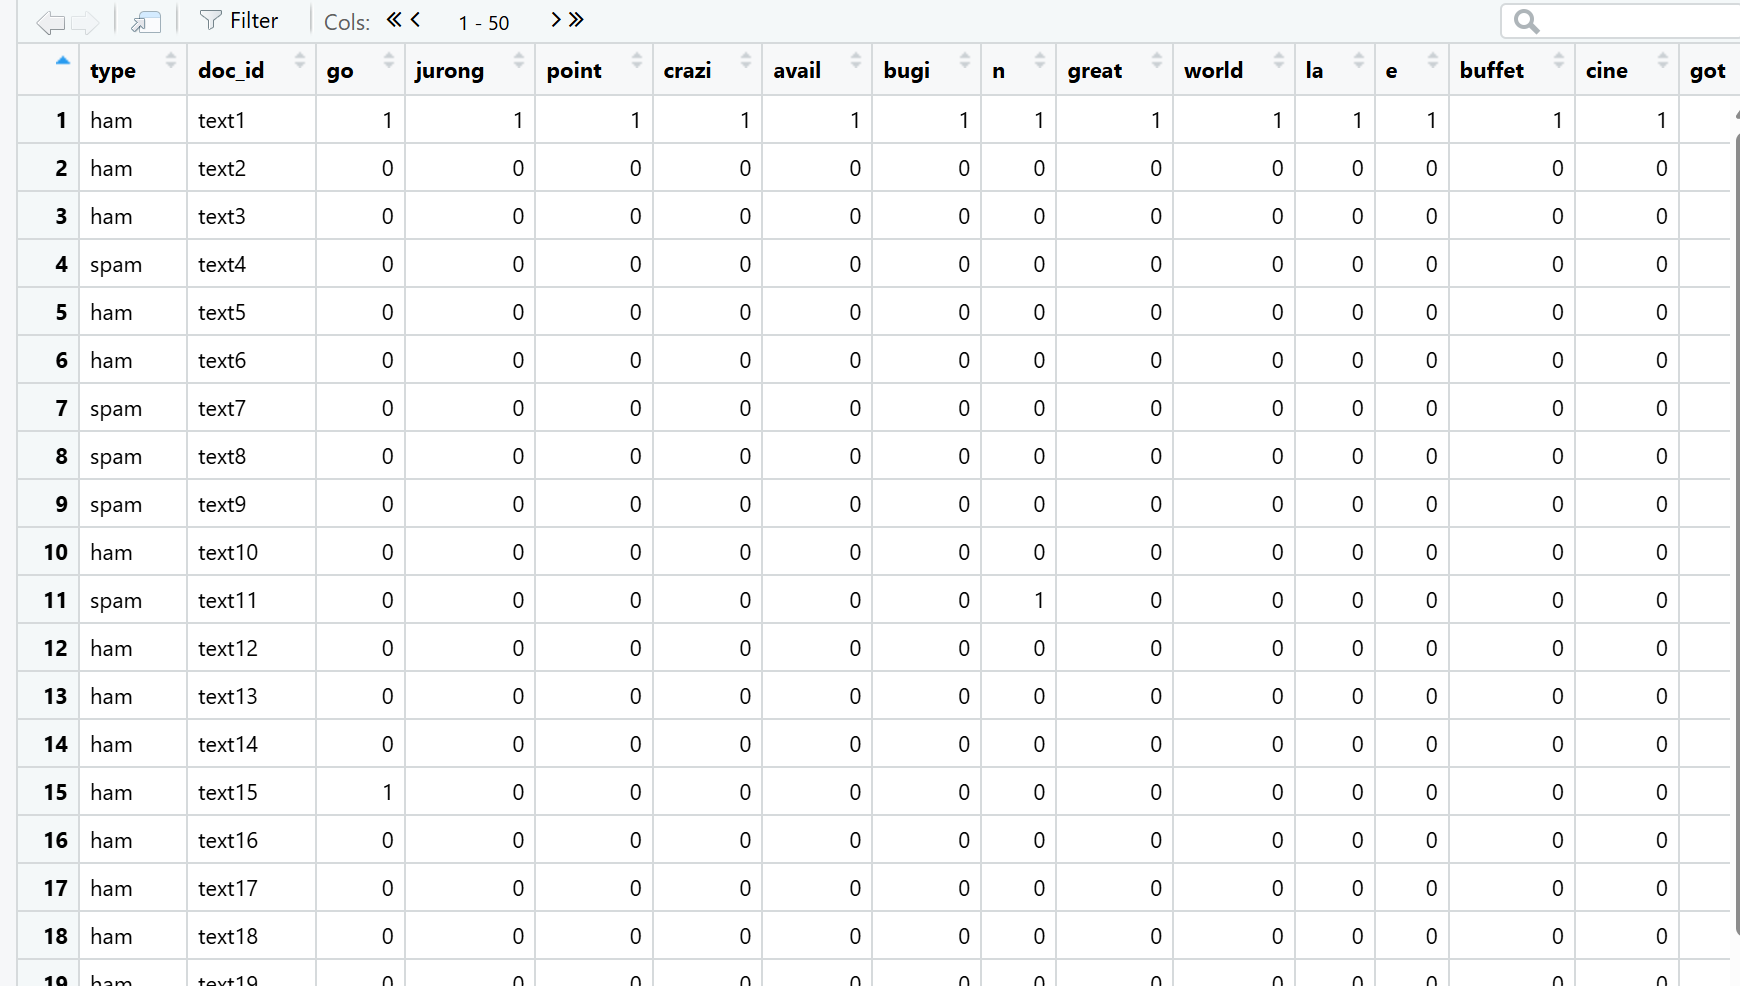 Filter Cols: 1 - 50
type doc_id go jurong point crazi avail bugi n great world la e buffet cine got
1 ham text1 1 1 1 1 1 1 1 1 1 1 1 1 1
2 ham text2 0 0 0 0 0 0 0 0 0 0 0 0 0
3 ham text3 0 0 0 0 0 0 0 0 0 0 0 0 0
4 spam text4 0 0 0 0 0 0 0 0 0 0 0 0 0
5 ham text5 0 0 0 0 0 0 0 0 0 0 0 0 0
6 ham text6 0 0 0 0 0 0 0 0 0 0 0 0 0
7 spam text7 0 0 0 0 0 0 0 0 0 0 0 0 0
8 spam text8 0 0 0 0 0 0 0 0 0 0 0 0 0
9 spam text9 0 0 0 0 0 0 0 0 0 0 0 0 0
10 ham text10 0 0 0 0 0 0 0 0 0 0 0 0 0
11 spam text11 0 0 0 0 0 0 1 0 0 0 0 0 0
12 ham text12 0 0 0 0 0 0 0 0 0 0 0 0 0
13 ham text13 0 0 0 0 0 0 0 0 0 0 0 0 0
14 ham text14 0 0 0 0 0 0 0 0 0 0 0 0 0
15 ham text15 1 0 0 0 0 0 0 0 0 0 0 0 0
16 ham text16 0 0 0 0 0 0 0 0 0 0 0 0 0
17 ham text17 0 0 0 0 0 0 0 0 0 0 0 0 0
18 ham text18 0 0 0 0 0 0 0 0 0 0 0 0 0
19 ham text19 0 0 0 0 0 0 0 0 0 0 0 0 0